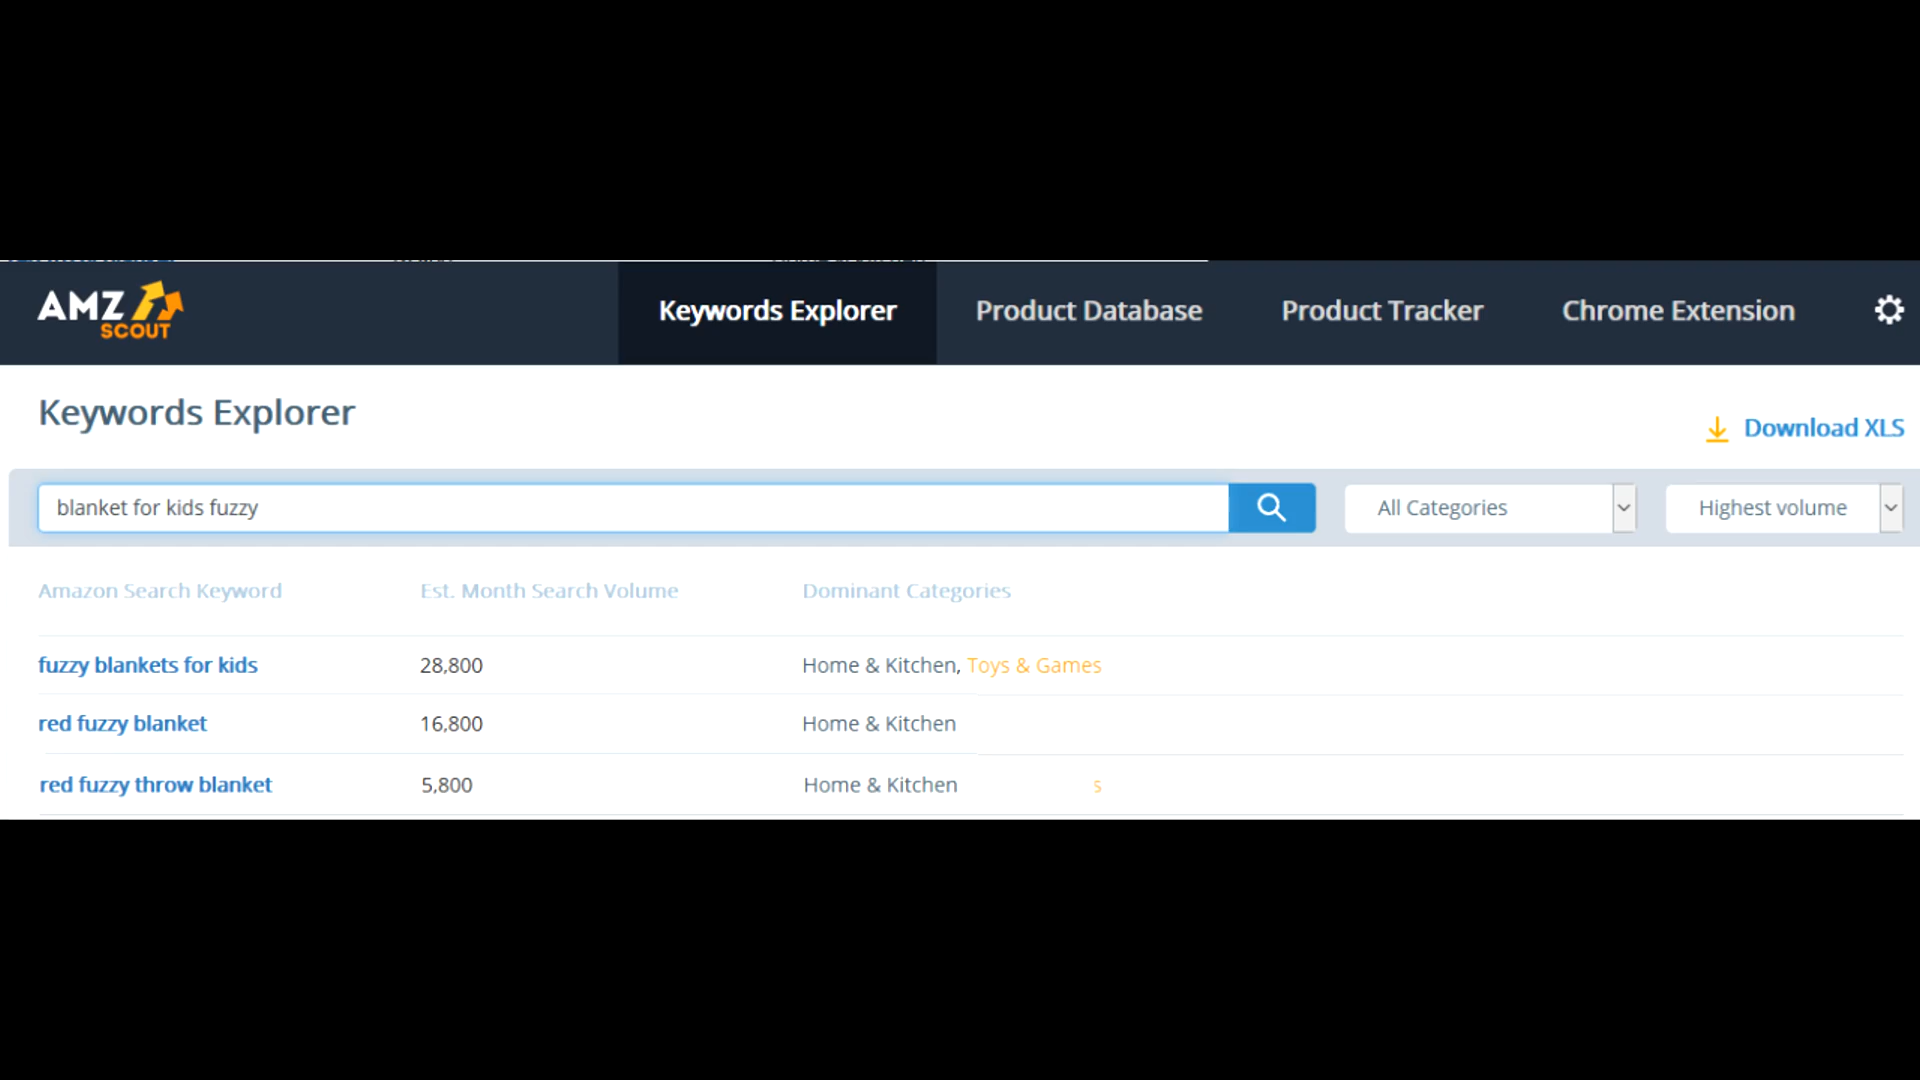 AMZ SCOUT
Keywords Explorer Product Database Product Tracker Chrome Extension
Keywords Explorer
Download XLS
blanket for kids fuzzy All Categories Highest volume
Amazon Search Keyword Est. Month Search Volume Dominant Categories
fuzzy blankets for kids 28,800 Home & Kitchen, Toys & Games
red fuzzy blanket 16,800 Home & Kitchen
red fuzzy throw blanket 5,800 Home & Kitchen s